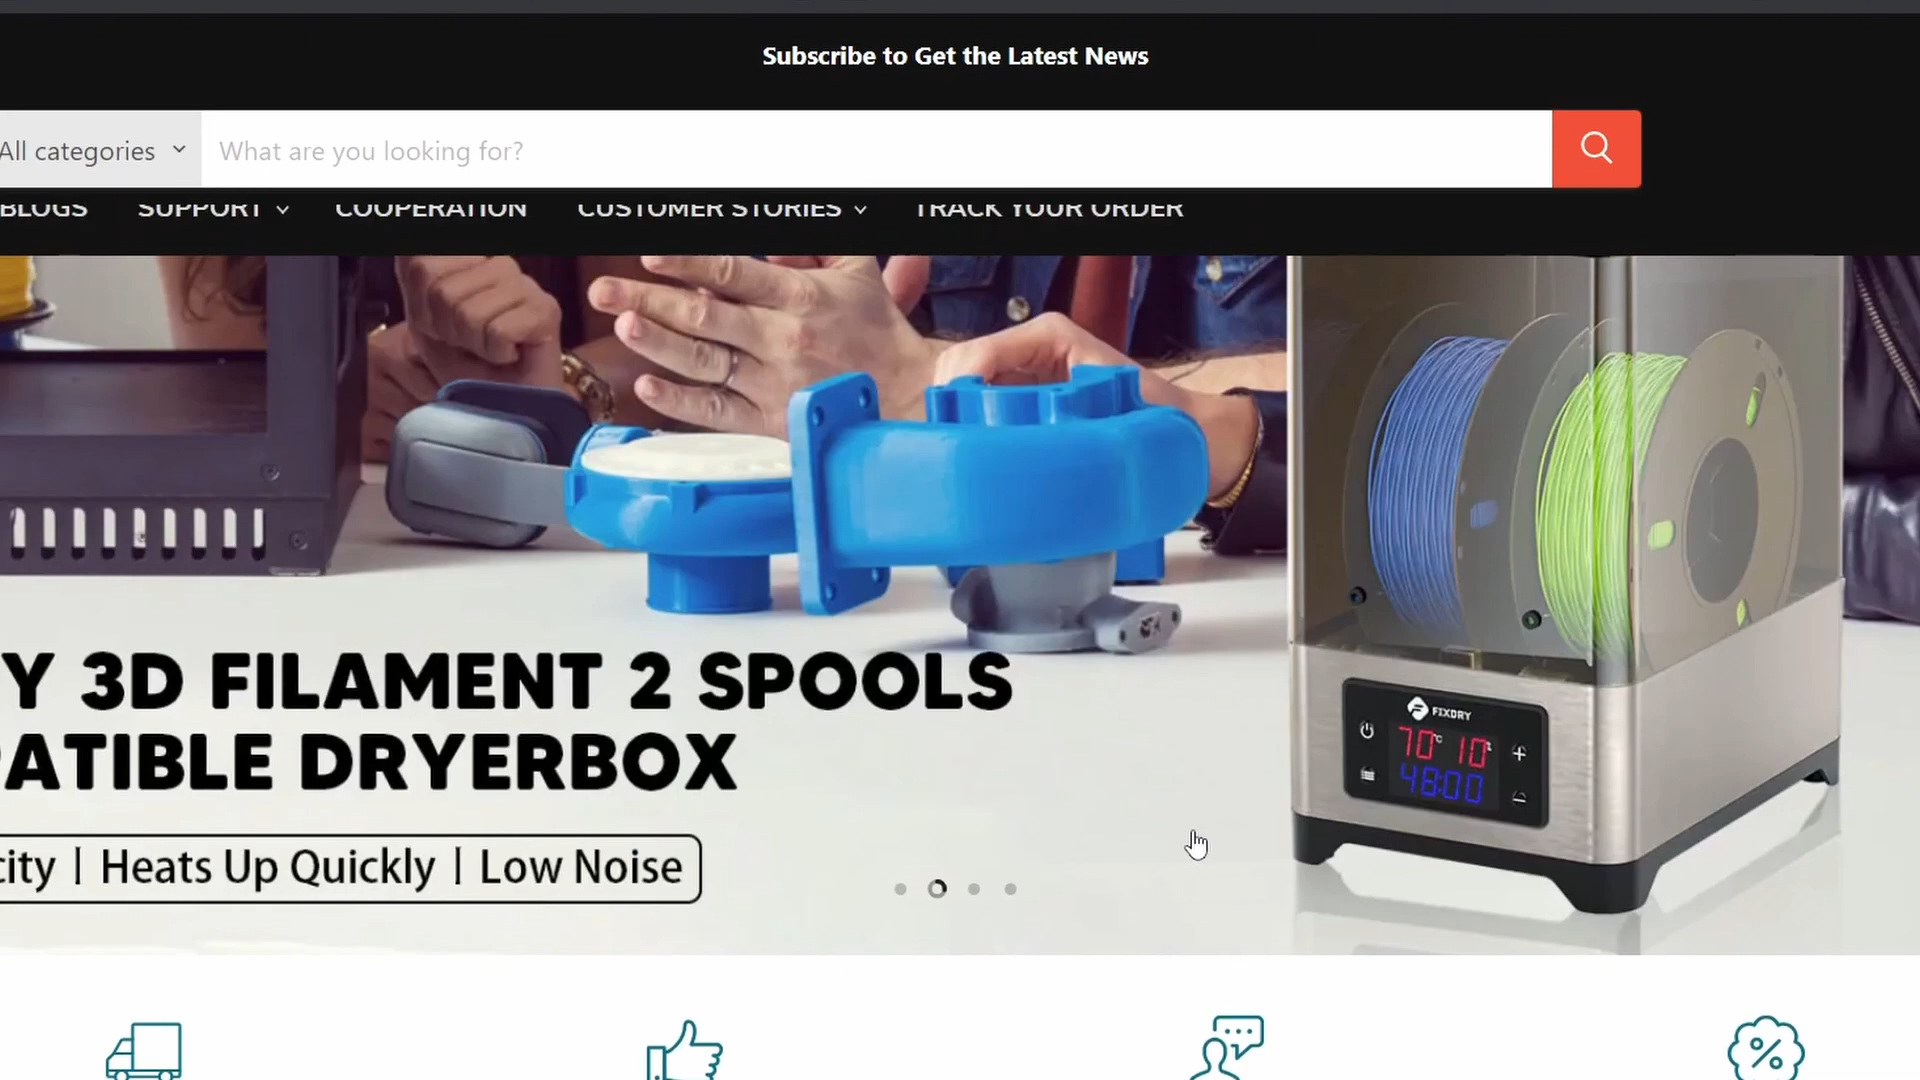 Subscribe to Get the Latest News
All categories
What are you looking for?
BLOGS SUPPORT COOPERATION CUSTOMER STORIES TRACK YOUR ORDER
Y 3D FILAMENT 2 SPOOLS
PATIBLE DRYERBOX
city | Heats Up Quickly | Low Noise
FIXDRY
70°C 10%
48:00